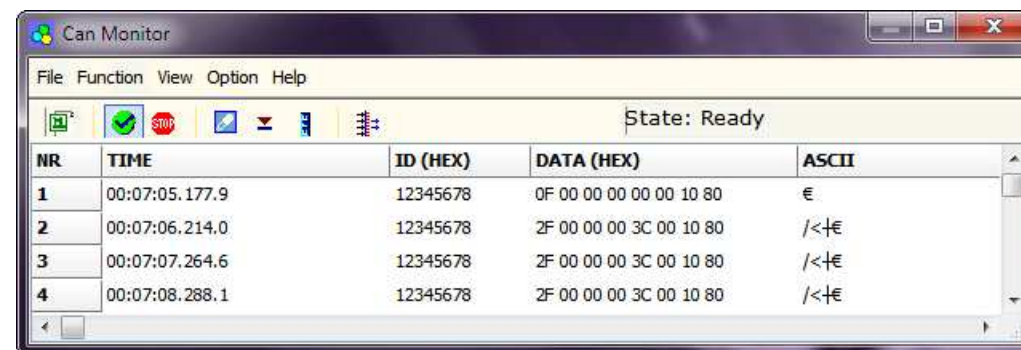 Can Monitor
File Function View Option Help
STOP State: Ready
NR TIME ID (HEX) DATA (HEX) ASCII
1 00:07:05.177.9 12345678 0F 00 00 00 00 00 10 80 €
2 00:07:06.214.0 12345678 2F 00 00 00 3C 00 10 80 /<┼€
3 00:07:07.264.6 12345678 2F 00 00 00 3C 00 10 80 /<┼€
4 00:07:08.288.1 12345678 2F 00 00 00 3C 00 10 80 /<┼€